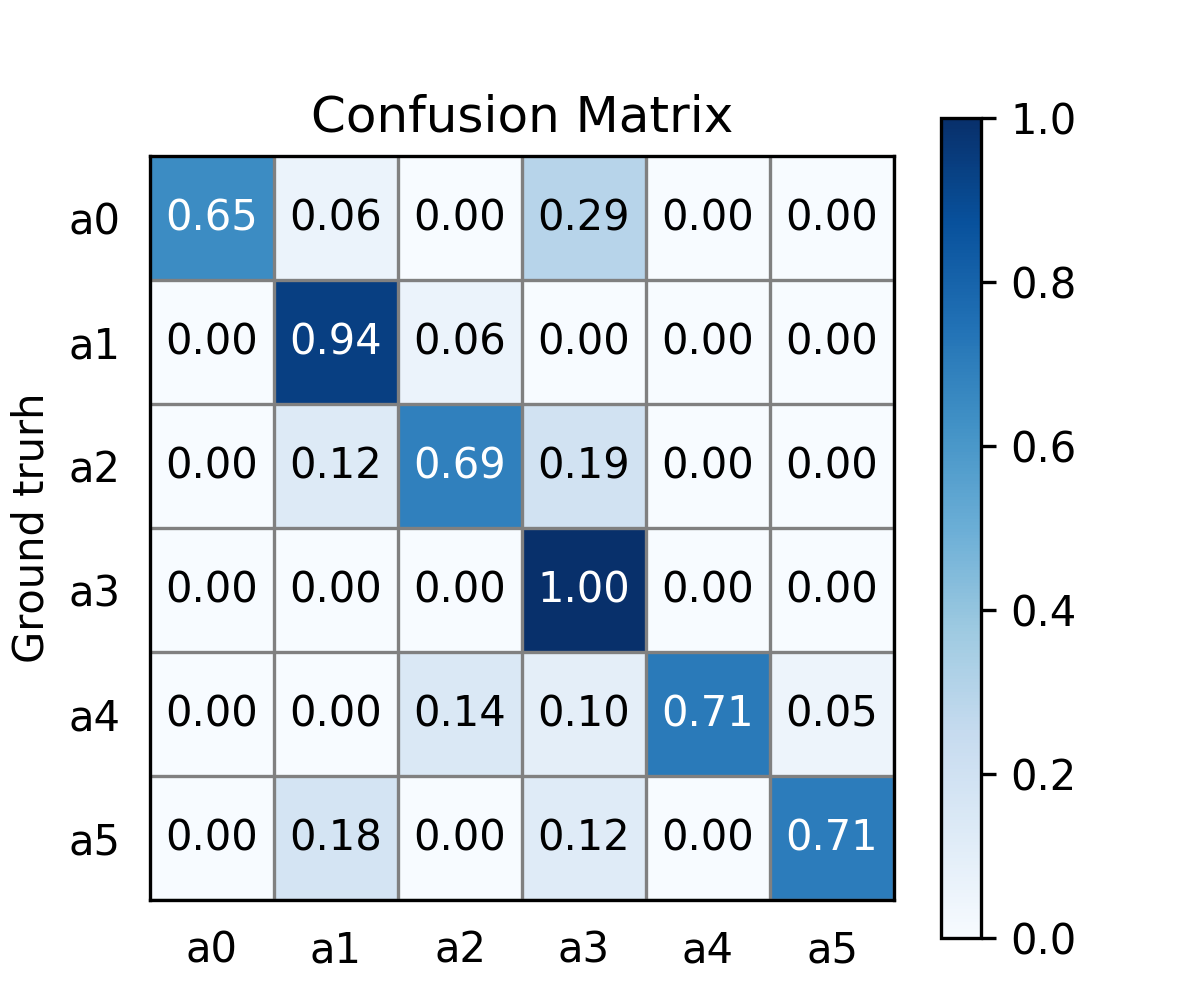 Confusion Matrix
1.0
a0 0.65 0.06 0.00 0.29 0.00 0.00
0.8
a1 0.00 0.94 0.06 0.00 0.00 0.00
0.6
a2 0.00 0.12 0.69 0.19 0.00 0.00
Ground trurh
a3 0.00 0.00 0.00 1.00 0.00 0.00
0.4
a4 0.00 0.00 0.14 0.10 0.71 0.05
0.2
a5 0.00 0.18 0.00 0.12 0.00 0.71
0.0
a0 a1 a2 a3 a4 a5